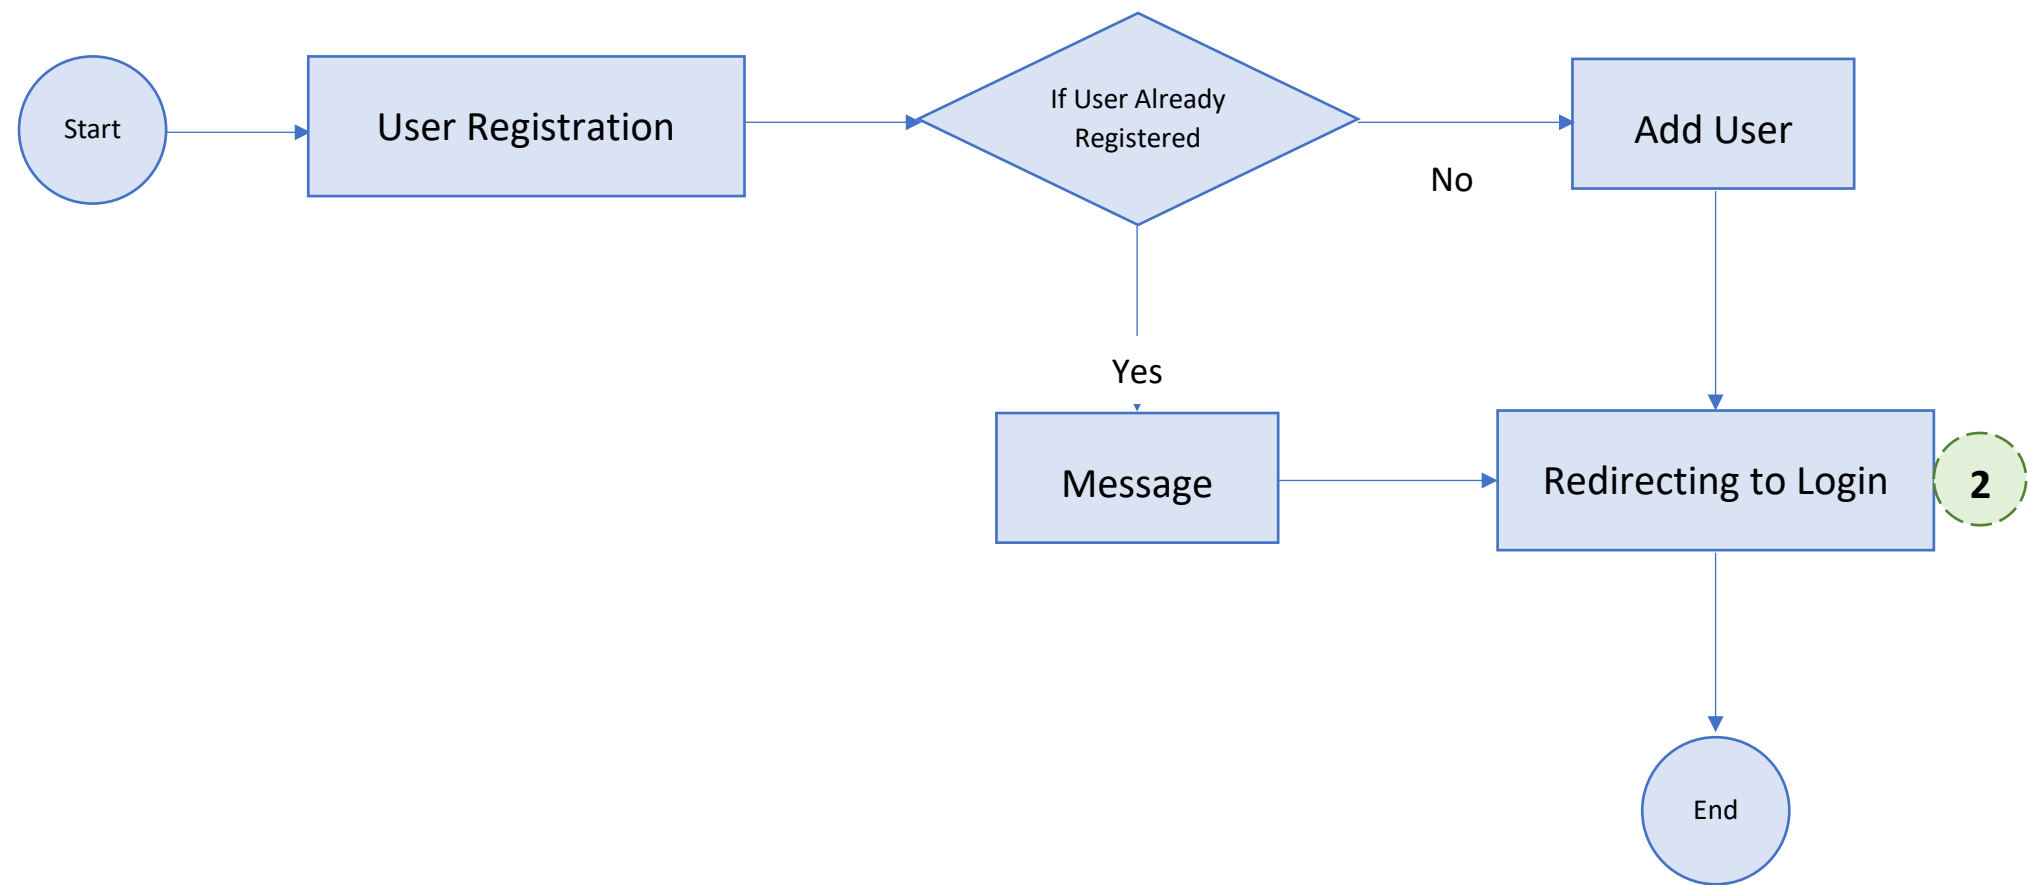 Start
User Registration
If User Already
Registered
Add User
No
Yes
Message
Redirecting to Login
2
End